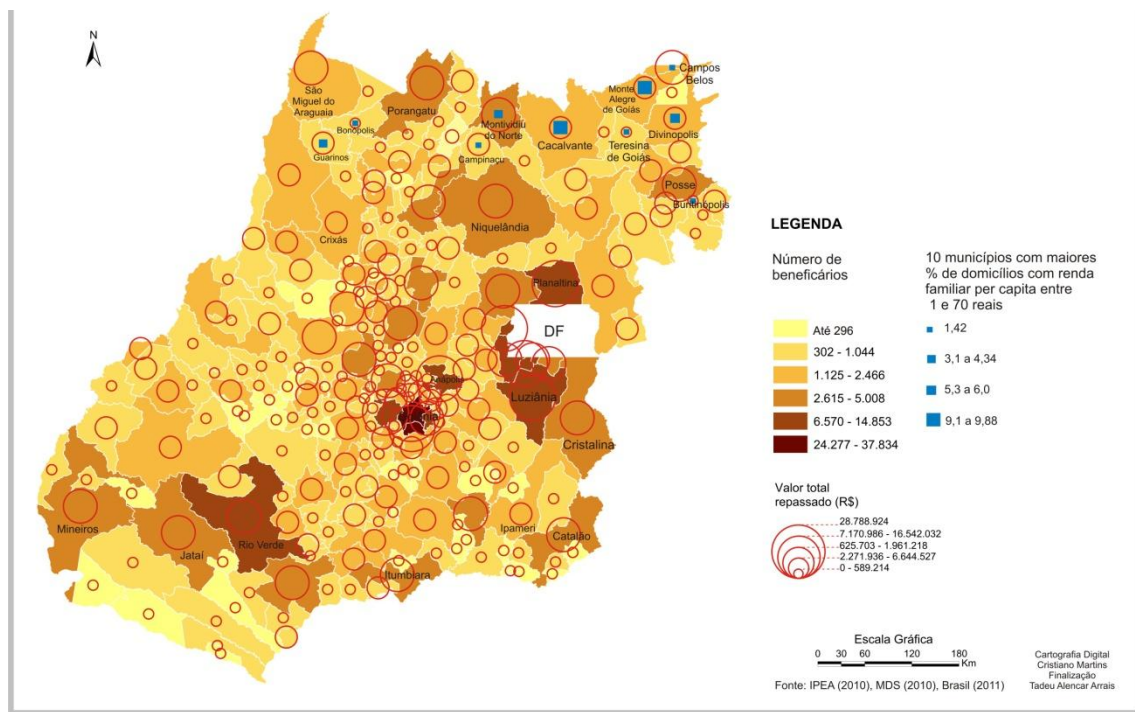 N
São
Miguel do
Araguaia
Porangatu
Bonópolis
Guarinos
Montividiu
do Norte
Campinaçu
Cacalvante
Campos
Belos
Monte
Alegre
de Goiás
Divinopolis
Teresina
de Goiás
Posse
Buritinópolis
Niquelândia
Crixás
Planaltina
DF
Anápolis
Luziânia
Cristalina
Mineiros
Jataí
Rio Verde
Ipameri
Catalão
Itumbiara
LEGENDA
Número de
beneficários
Até 296
302 - 1.044
1.125 - 2.466
2.615 - 5.008
6.570 - 14.853
24.277 - 37.834
10 municípios com maiores
% de domicílios com renda
familiar per capita entre
1 e 70 reais
1,42
3,1 a 4,34
5,3 a 6,0
9,1 a 9,88
Valor total
repassado (R$)
28.788.924
7.170.986 - 16.542.032
625.703 - 1.961.218
2.271.936 - 6.644.527
0 - 589.214
Escala Gráfica
0 30 60 120 180
Km
Fonte: IPEA (2010), MDS (2010), Brasil (2011)
Cartografia Digital
Cristiano Martins
Finalização
Tadeu Alencar Arrais